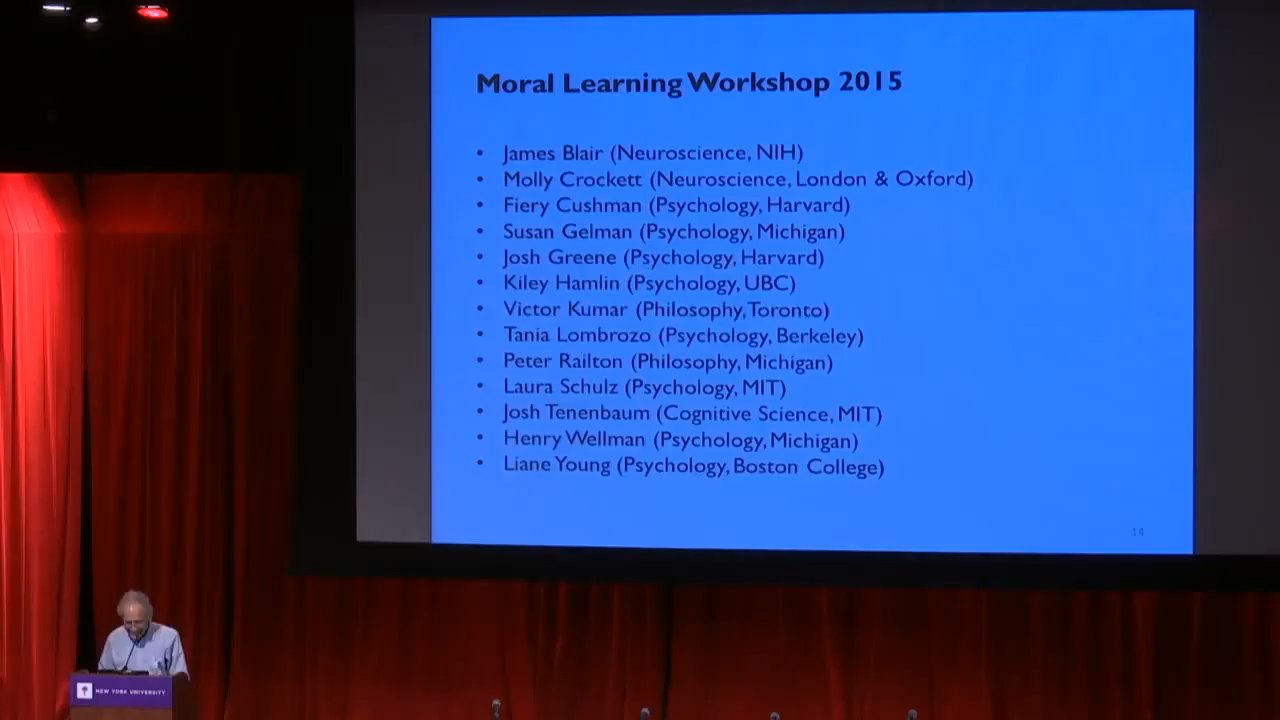 Moral Learning Workshop 2015
• James Blair (Neuroscience, NIH)
• Molly Crockett (Neuroscience, London & Oxford)
• Fiery Cushman (Psychology, Harvard)
• Susan Gelman (Psychology, Michigan)
• Josh Greene (Psychology, Harvard)
• Kiley Hamlin (Psychology, UBC)
• Victor Kumar (Philosophy, Toronto)
• Tania Lombrozo (Psychology, Berkeley)
• Peter Railton (Philosophy, Michigan)
• Laura Schulz (Psychology, MIT)
• Josh Tenenbaum (Cognitive Science, MIT)
• Henry Wellman (Psychology, Michigan)
• Liane Young (Psychology, Boston College)
14
NEW YORK UNIVERSITY